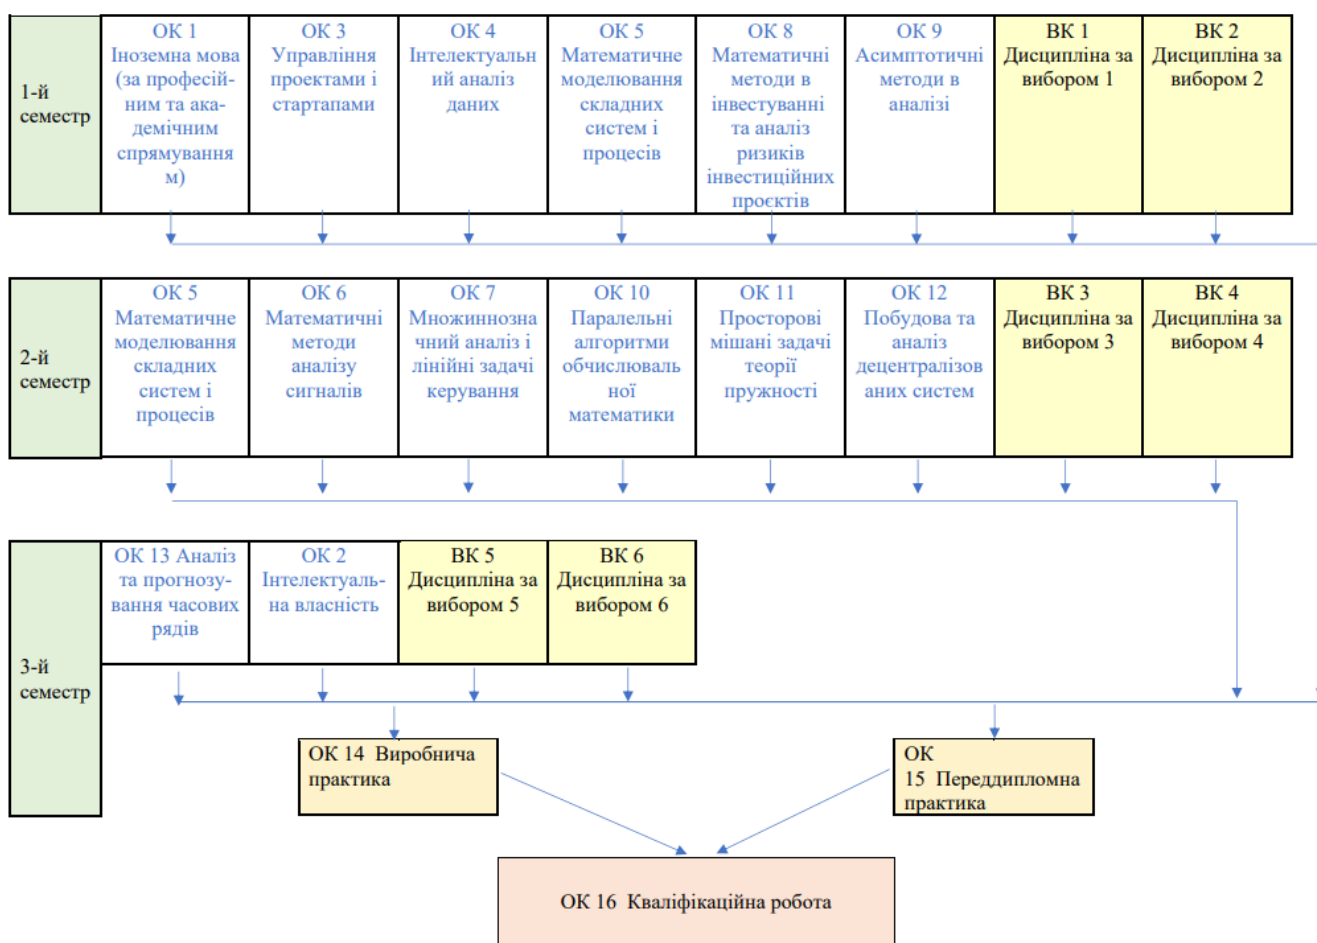 1-й
семестр
ОК 1
Іноземна мова
(за професій-
ним та ака-
демічним
спрямування
м)
ОК 3
Управління
проектами і
стартапами
ОК 4
Інтелектуальн
ий аналіз
даних
ОК 5
Математичне
моделювання
складних
систем і
процесів
ОК 8
Математичні
методи в
інвестуванні
та аналіз
ризиків
інвестиційних
проєктів
ОК 9
Асимптотичні
методи в
аналізі
ВК 1
Дисципліна за
вибором 1
ВК 2
Дисципліна за
вибором 2
2-й
семестр
ОК 5
Математичне
моделювання
складних
систем і
процесів
ОК 6
Математичні
методи
аналізу
сигналів
ОК 7
Множиннозна
чний аналіз і
лінійні задачі
керування
ОК 10
Паралельні
алгоритми
обчислюваль
ної
математики
ОК 11
Просторові
мішані задачі
теорії
пружності
ОК 12
Побудова та
аналіз
децентралізов
аних систем
ВК 3
Дисципліна за
вибором 3
ВК 4
Дисципліна за
вибором 4
3-й
семестр
ОК 13 Аналіз
та прогнозу-
вання часових
рядів
ОК 2
Інтелектуаль-
на власність
ВК 5
Дисципліна за
вибором 5
ВК 6
Дисципліна за
вибором 6
ОК 14 Виробнича
практика
ОК
15 Переддипломна
практика
ОК 16 Кваліфікаційна робота